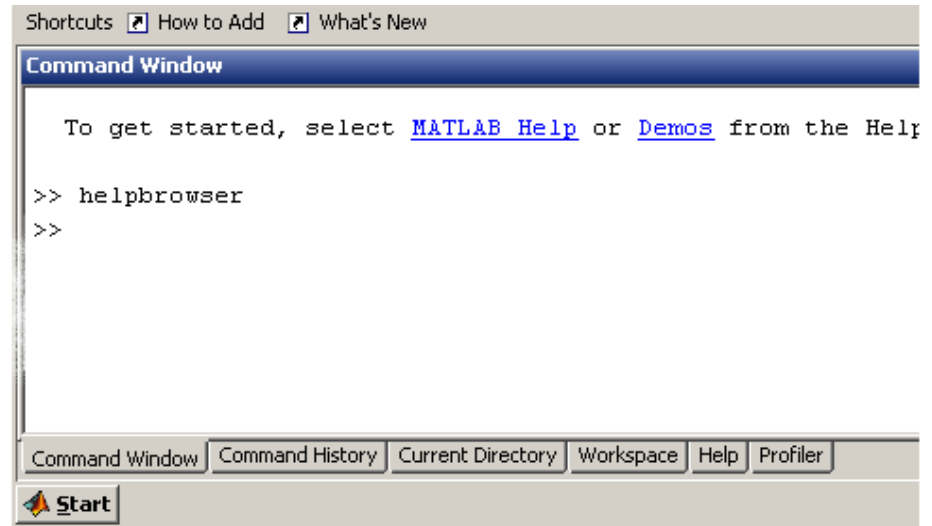 Shortcuts How to Add What's New
Command Window
To get started, select MATLAB Help or Demos from the Help
>> helpbrowser
>>
Command Window Command History Current Directory Workspace Help Profiler
Start